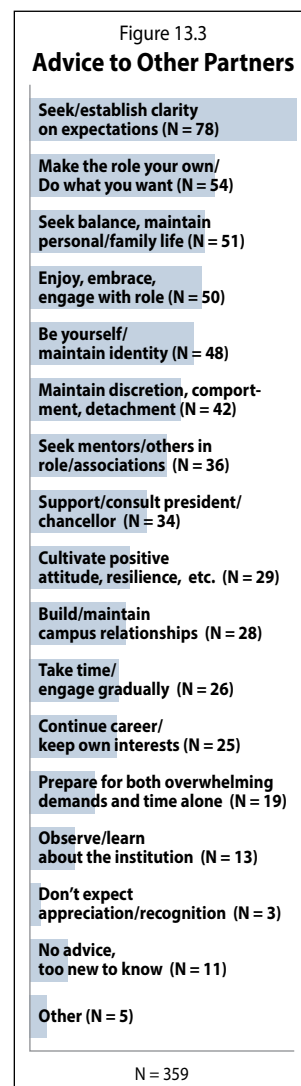 Figure 13.3
Advice to Other Partners
Seek/establish clarity
on expectations (N = 78)
Make the role your own/
Do what you want (N = 54)
Seek balance, maintain
personal/family life (N = 51)
Enjoy, embrace,
engage with role (N = 50)
Be yourself/
maintain identity (N = 48)
Maintain discretion, comport-
ment, detachment (N = 42)
Seek mentors/others in
role/associations (N = 36)
Support/consult president/
chancellor (N = 34)
Cultivate positive
attitude, resilience, etc. (N = 29)
Build/maintain
campus relationships (N = 28)
Take time/
engage gradually (N = 26)
Continue career/
keep own interests (N = 25)
Prepare for both overwhelming
demands and time alone (N = 19)
Observe/learn
about the institution (N = 13)
Don't expect
appreciation/recognition (N = 3)
No advice,
too new to know (N = 11)
Other (N = 5)
N = 359